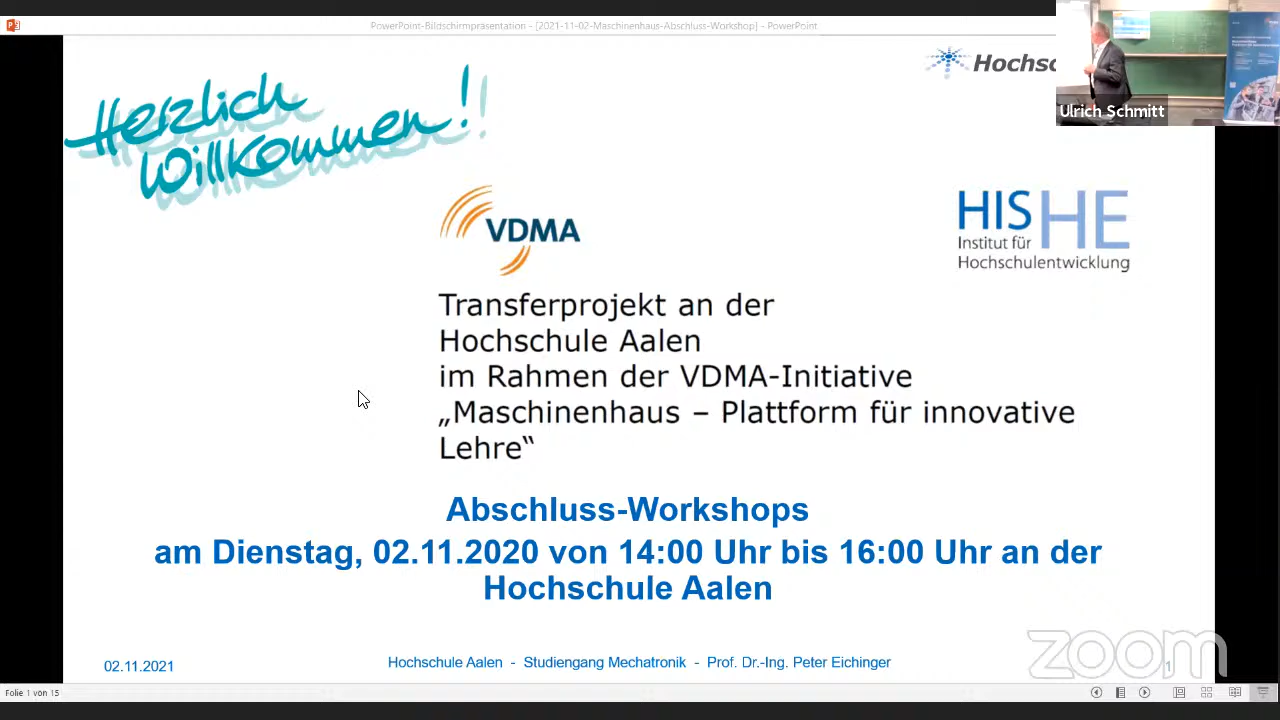 PowerPoint-Bildschirmpräsentation - [2021-11-02-Maschinenhaus-Abschluss-Workshop] - PowerPoint
Herzlich
Willkommen!
Hochsc
Ulrich Schmitt
VDMA
HIS HE
Institut für
Hochschulentwicklung
Transferprojekt an der
Hochschule Aalen
im Rahmen der VDMA-Initiative
„Maschinenhaus – Plattform für innovative
Lehre“
Abschluss-Workshops
am Dienstag, 02.11.2020 von 14:00 Uhr bis 16:00 Uhr an der
Hochschule Aalen
02.11.2021
Hochschule Aalen - Studiengang Mechatronik - Prof. Dr.-Ing. Peter Eichinger
1
zoom
Folie 1 von 15